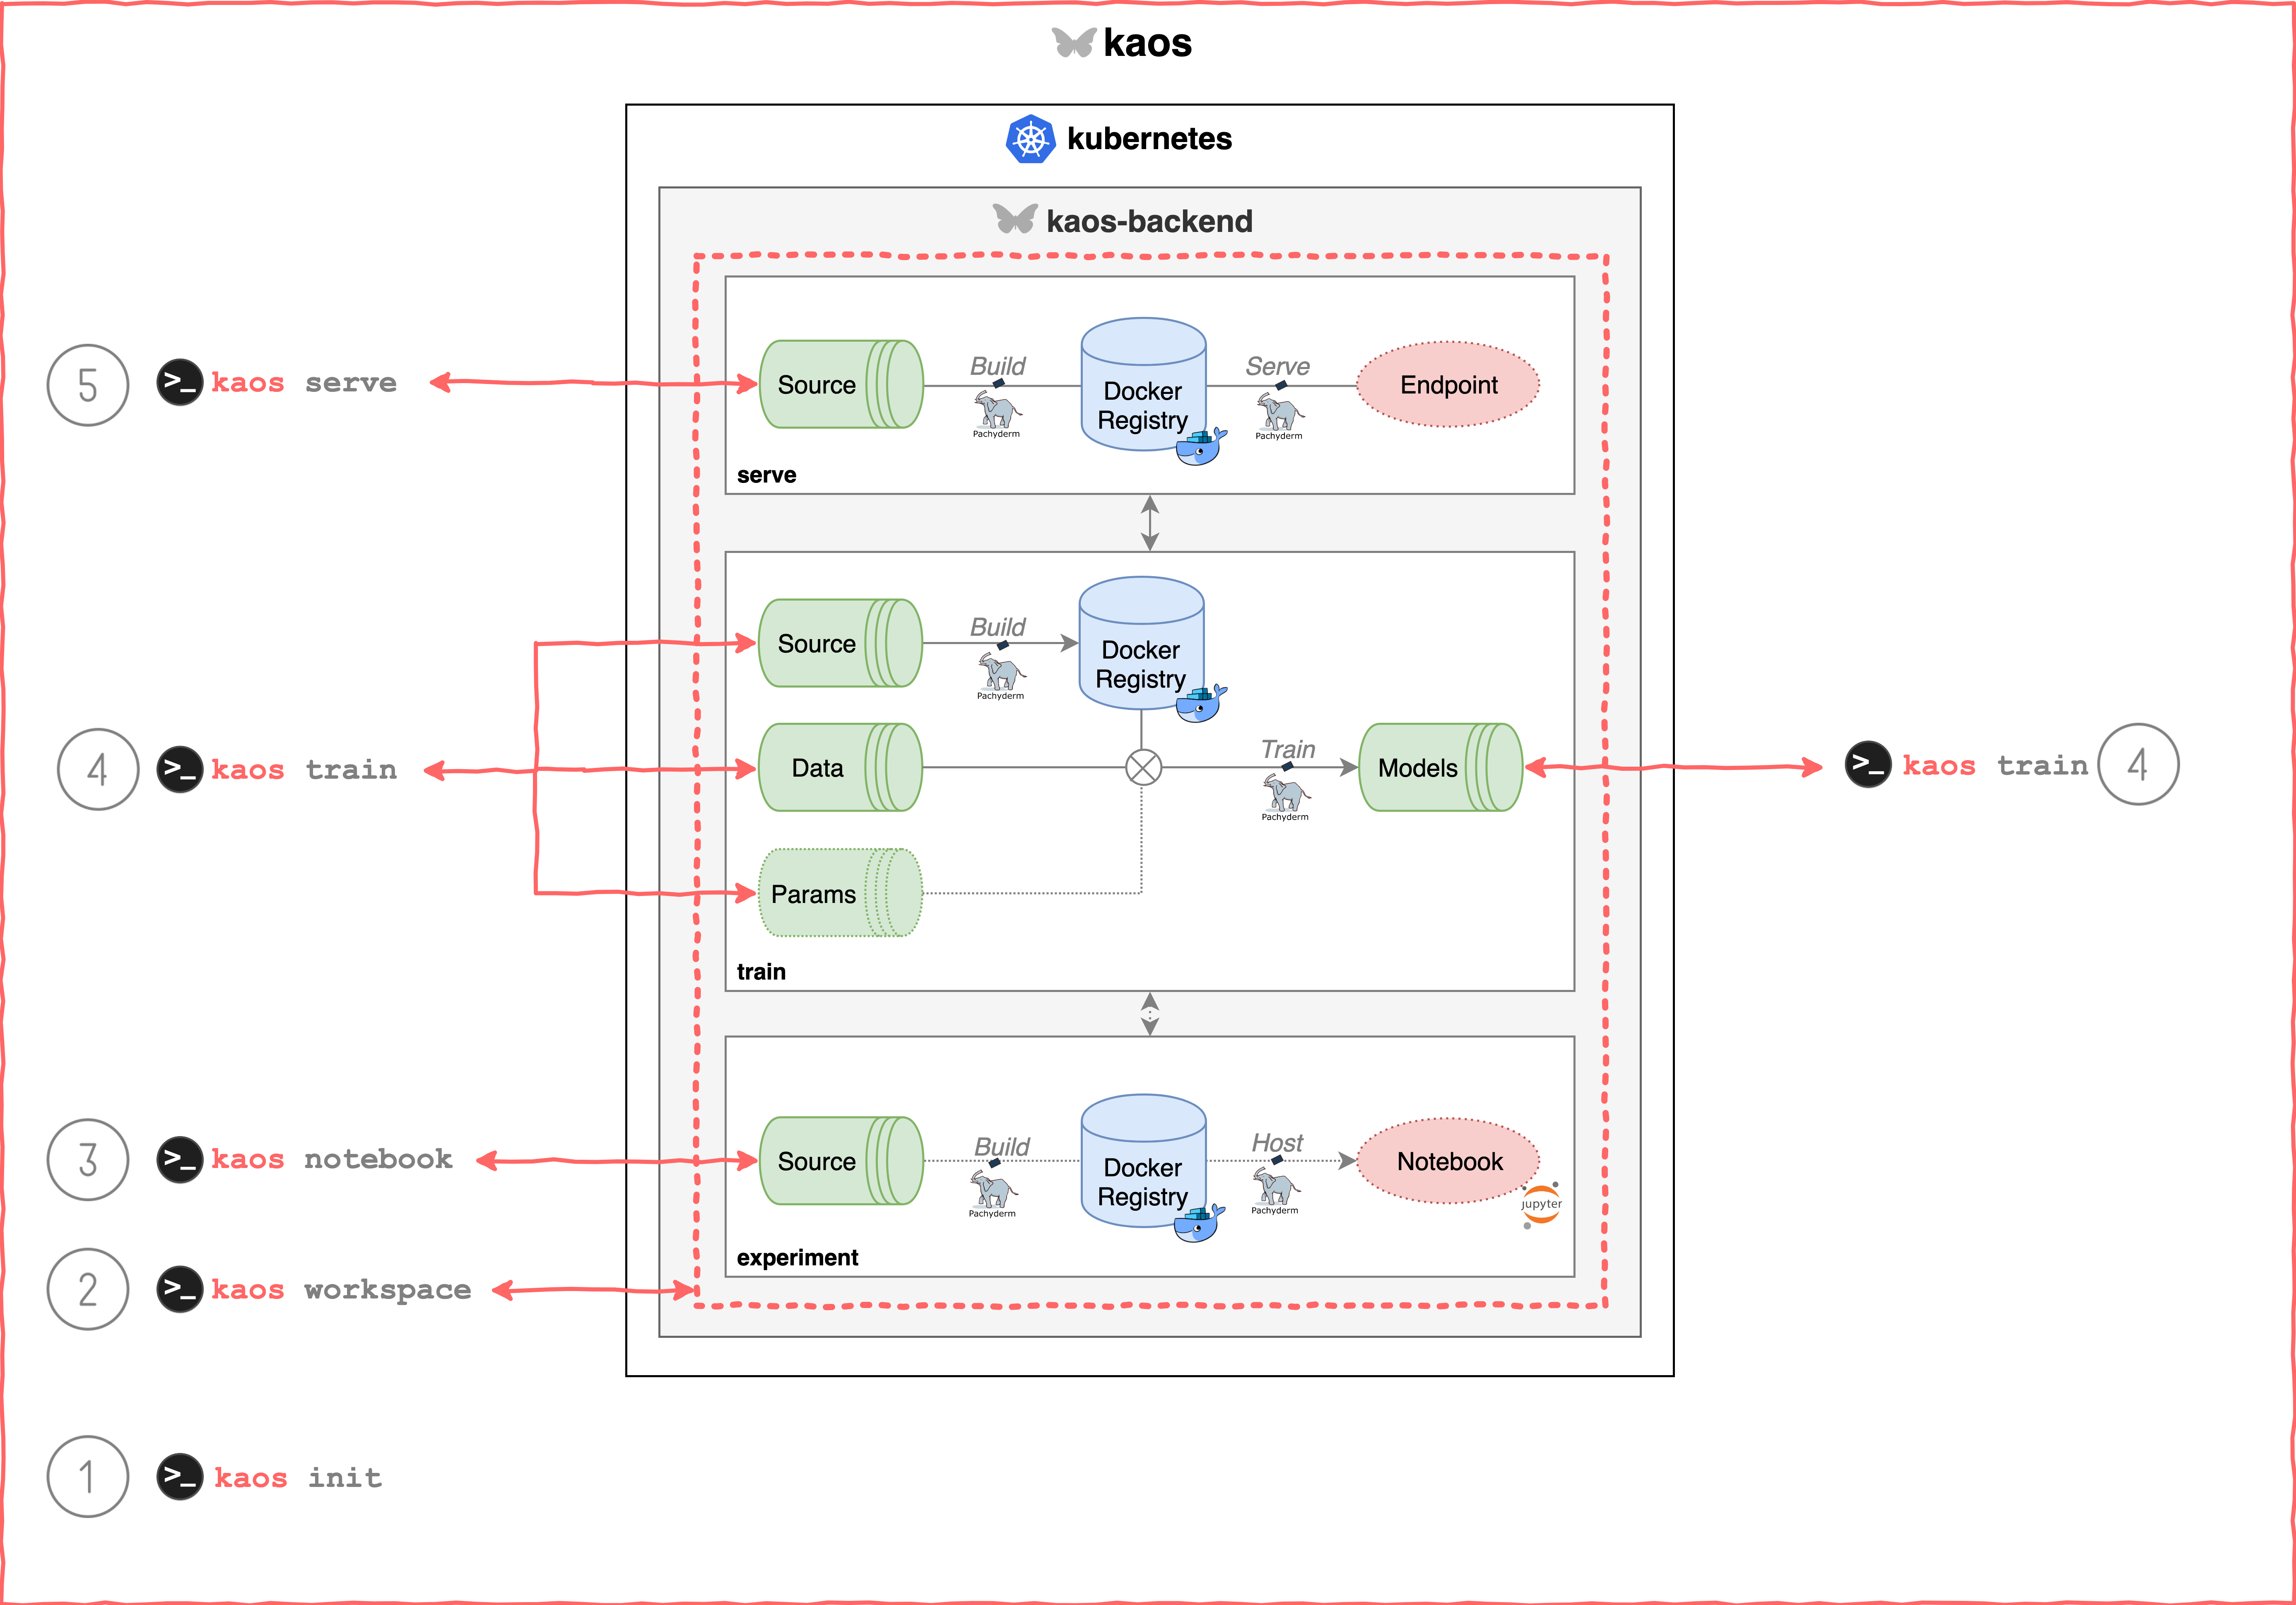 kaos
kubernetes
kaos-backend
5 >_ kaos serve
Source
Build
Pachyderm
Docker
Registry
Serve
Pachyderm
Endpoint
serve
4 >_ kaos train
Source
Build
Pachyderm
Docker
Registry
Data
Train
Pachyderm
Models
>_ kaos train 4
Params
train
3 >_ kaos notebook
Source
Build
Pachyderm
Docker
Registry
Host
Pachyderm
Notebook
jupyter
experiment
2 >_ kaos workspace
1 >_ kaos init